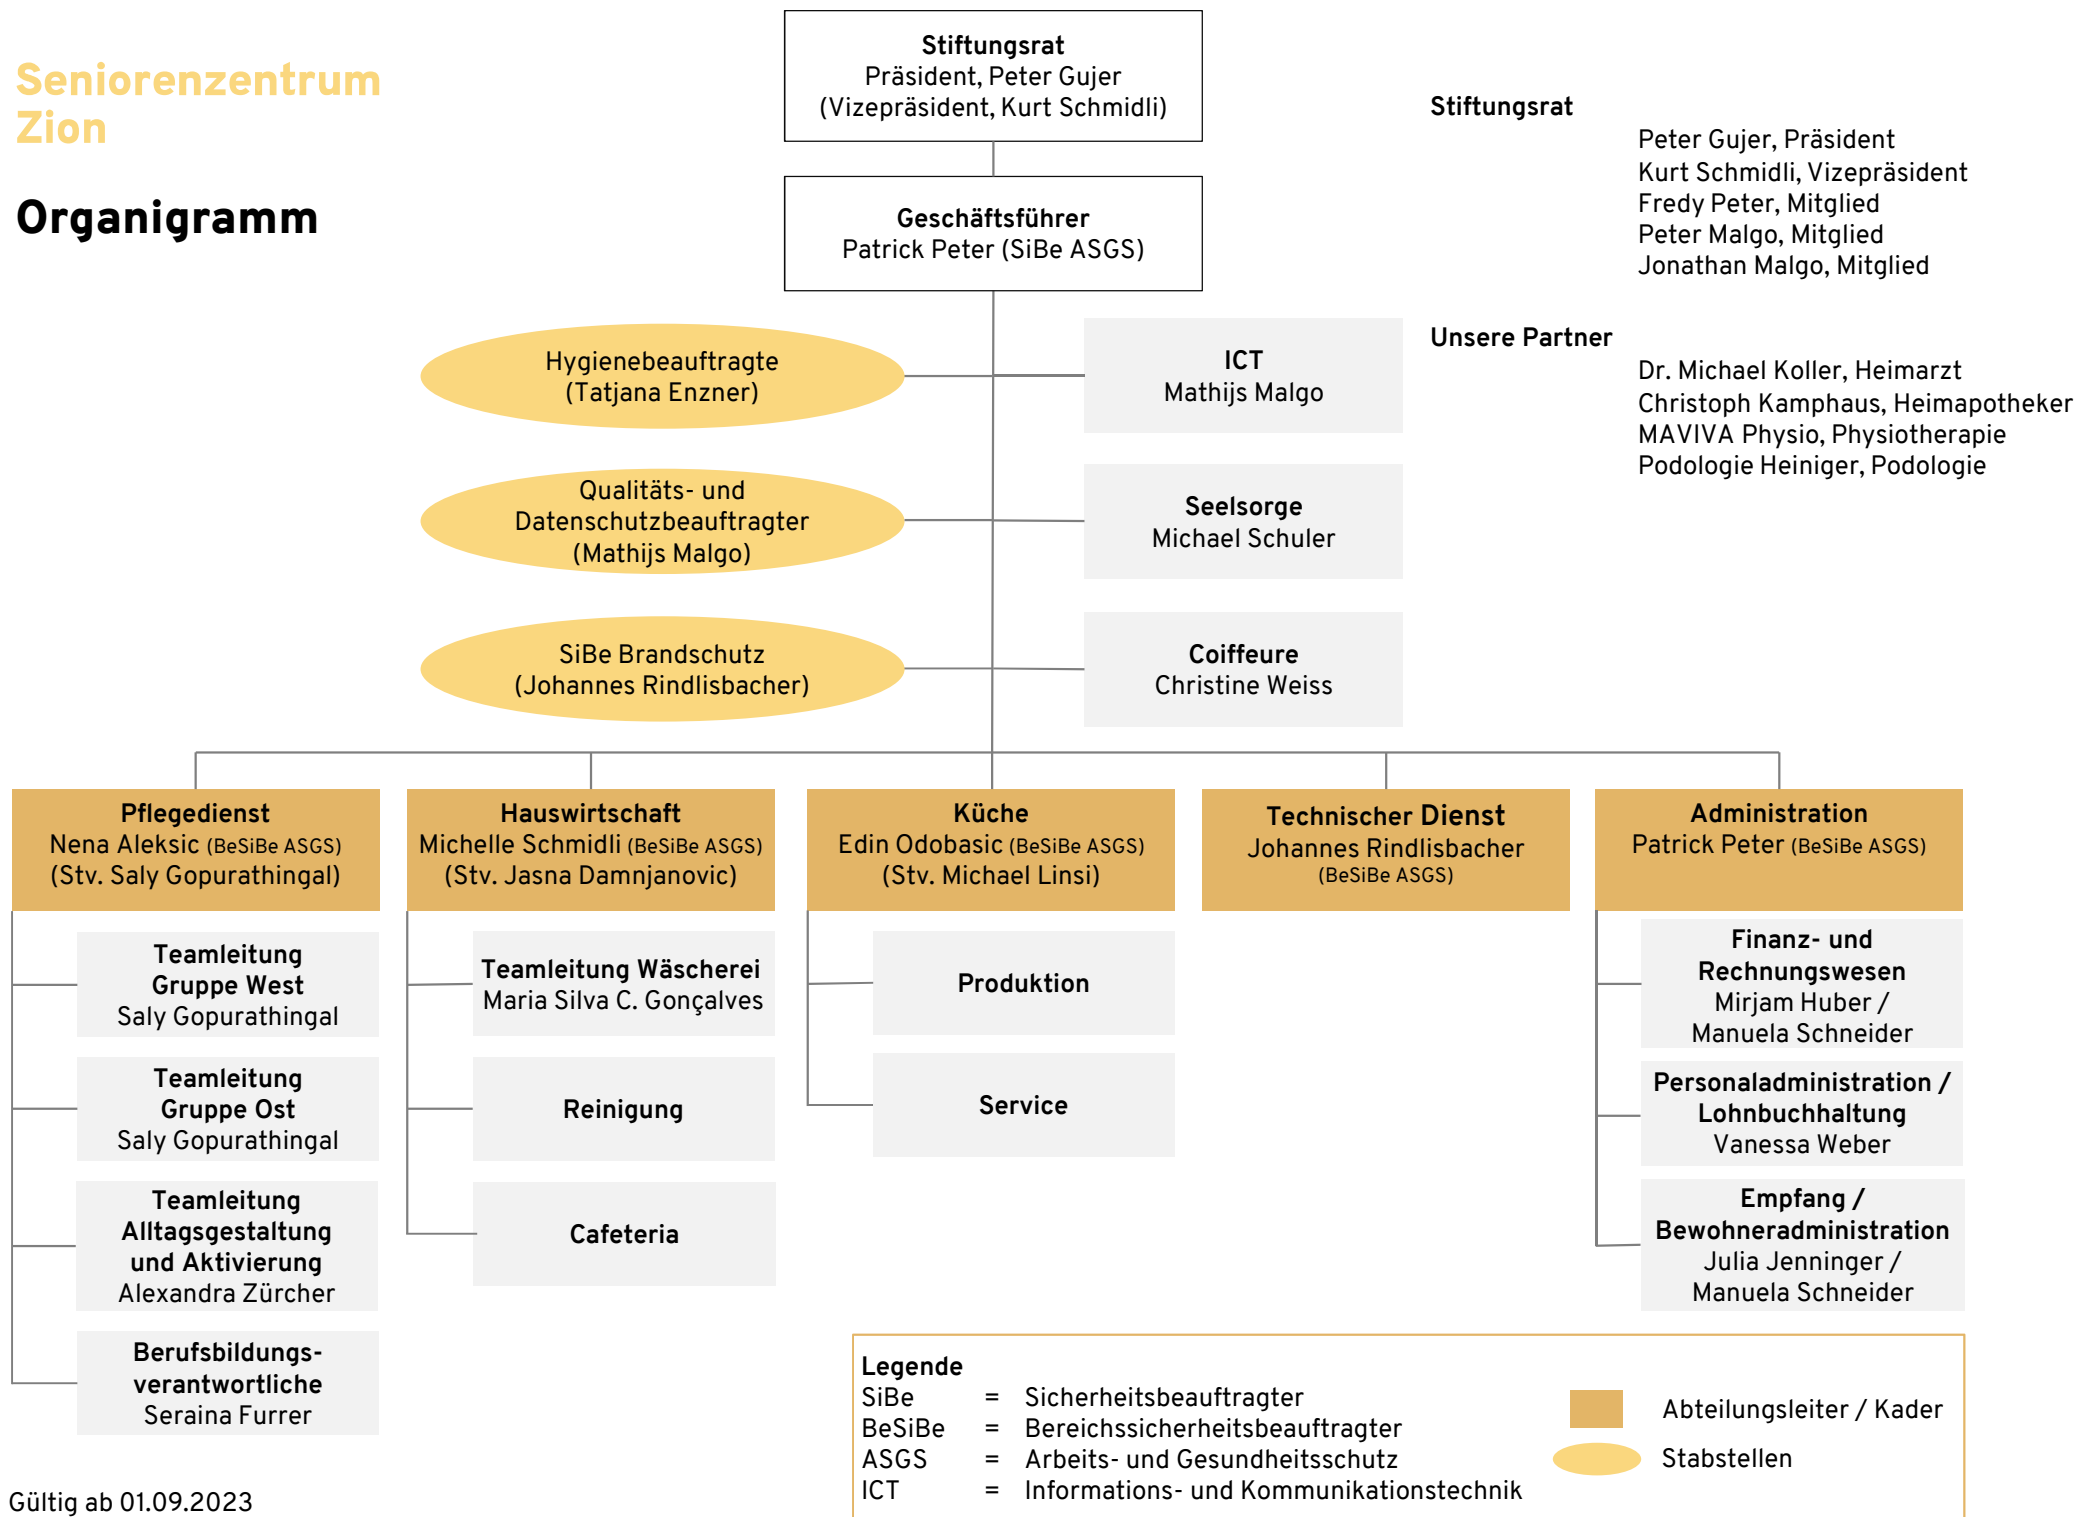 Seniorenzentrum
Zion
Organigramm
Stiftungsrat
Präsident, Peter Gujer
(Vizepräsident, Kurt Schmidli)
Geschäftsführer
Patrick Peter (SiBe ASGS)
Stiftungsrat
Peter Gujer, Präsident
Kurt Schmidli, Vizepräsident
Fredy Peter, Mitglied
Peter Malgo, Mitglied
Jonathan Malgo, Mitglied
Unsere Partner
Dr. Michael Koller, Heimarzt
Christoph Kamphaus, Heimapotheker
MAVIVA Physio, Physiotherapie
Podologie Heiniger, Podologie
Hygienebeauftragte
(Tatjana Enzner)
ICT
Mathijs Malgo
Qualitäts- und
Datenschutzbeauftragter
(Mathijs Malgo)
Seelsorge
Michael Schuler
SiBe Brandschutz
(Johannes Rindlisbacher)
Coiffeure
Christine Weiss
Pflegedienst
Nena Aleksic (BeSiBe ASGS)
(Stv. Saly Gopurathingal)
Teamleitung
Gruppe West
Saly Gopurathingal
Teamleitung
Gruppe Ost
Saly Gopurathingal
Teamleitung
Alltagsgestaltung
und Aktivierung
Alexandra Zürcher
Berufsbildungs-
verantwortliche
Seraina Furrer
Hauswirtschaft
Michelle Schmidli (BeSiBe ASGS)
(Stv. Jasna Damnjanovic)
Teamleitung Wäscherei
Maria Silva C. Gonçalves
Reinigung
Cafeteria
Küche
Edin Odobasic (BeSiBe ASGS)
(Stv. Michael Linsi)
Produktion
Service
Technischer Dienst
Johannes Rindlisbacher
(BeSiBe ASGS)
Administration
Patrick Peter (BeSiBe ASGS)
Finanz- und
Rechnungswesen
Mirjam Huber /
Manuela Schneider
Personaladministration /
Lohnbuchhaltung
Vanessa Weber
Empfang /
Bewohneradministration
Julia Jenninger /
Manuela Schneider
Legende
SiBe = Sicherheitsbeauftragter
BeSiBe = Bereichssicherheitsbeauftragter
ASGS = Arbeits- und Gesundheitsschutz
ICT = Informations- und Kommunikationstechnik
Abteilungsleiter / Kader
Stabstellen
Gültig ab 01.09.2023